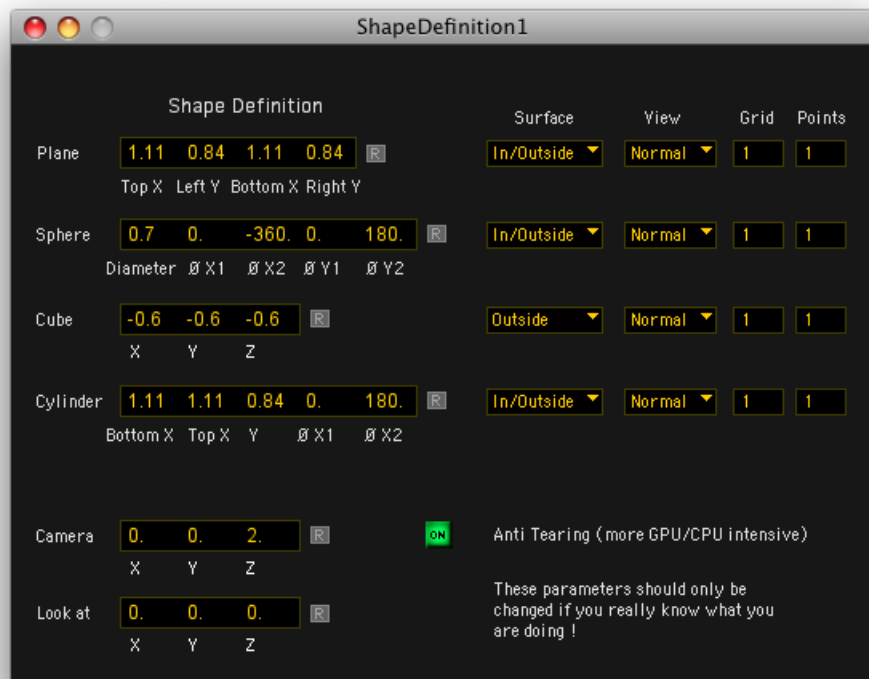 ShapeDefinition1
Shape Definition
Surface View Grid Points
Plane 1.11 0.84 1.11 0.84 R In/Outside Normal 1 1
Top X Left Y Bottom X Right Y
Sphere 0.7 0. -360. 0. 180. R In/Outside Normal 1 1
Diameter Ø X1 Ø X2 Ø Y1 Ø Y2
Cube -0.6 -0.6 -0.6 R Outside Normal 1 1
X Y Z
Cylinder 1.11 1.11 0.84 0. 180. R In/Outside Normal 1 1
Bottom X Top X Y Ø X1 Ø X2
Camera 0. 0. 2. R ON Anti Tearing (more GPU/CPU intensive)
X Y Z
These parameters should only be
Look at 0. 0. 0. R changed if you really know what you
are doing !
X Y Z